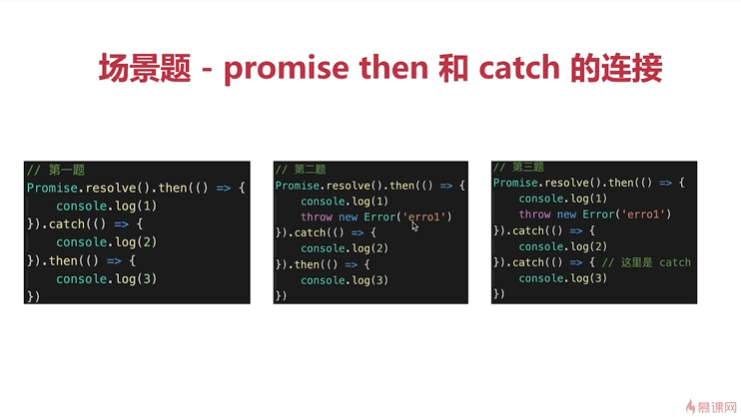 场景题 - promise then 和 catch 的连接
// 第一题
Promise.resolve().then(() => {
    console.log(1)
}).catch(() => {
    console.log(2)
}).then(() => {
    console.log(3)
})
// 第二题
Promise.resolve().then(() => {
    console.log(1)
    throw new Error('erro1')
}).catch(() => {
    console.log(2)
}).then(() => {
    console.log(3)
})
// 第三题
Promise.resolve().then(() => {
    console.log(1)
    throw new Error('erro1')
}).catch(() => {
    console.log(2)
}).catch(() => { // 这里是 catch
    console.log(3)
})
慕课网